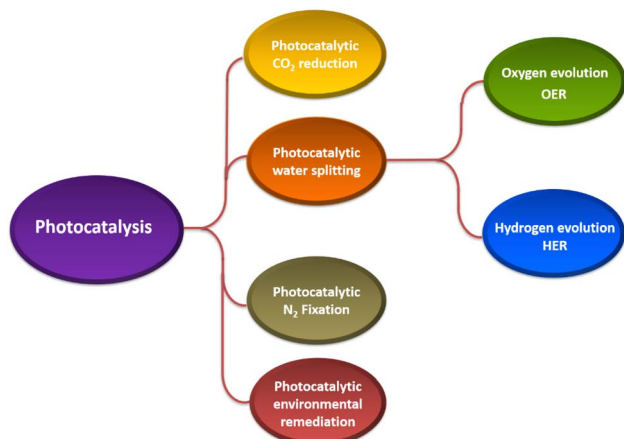 Photocatalysis
Photocatalytic
CO₂ reduction
Photocatalytic
water splitting
Photocatalytic
N₂ Fixation
Photocatalytic
environmental
remediation
Oxygen evolution
OER
Hydrogen evolution
HER